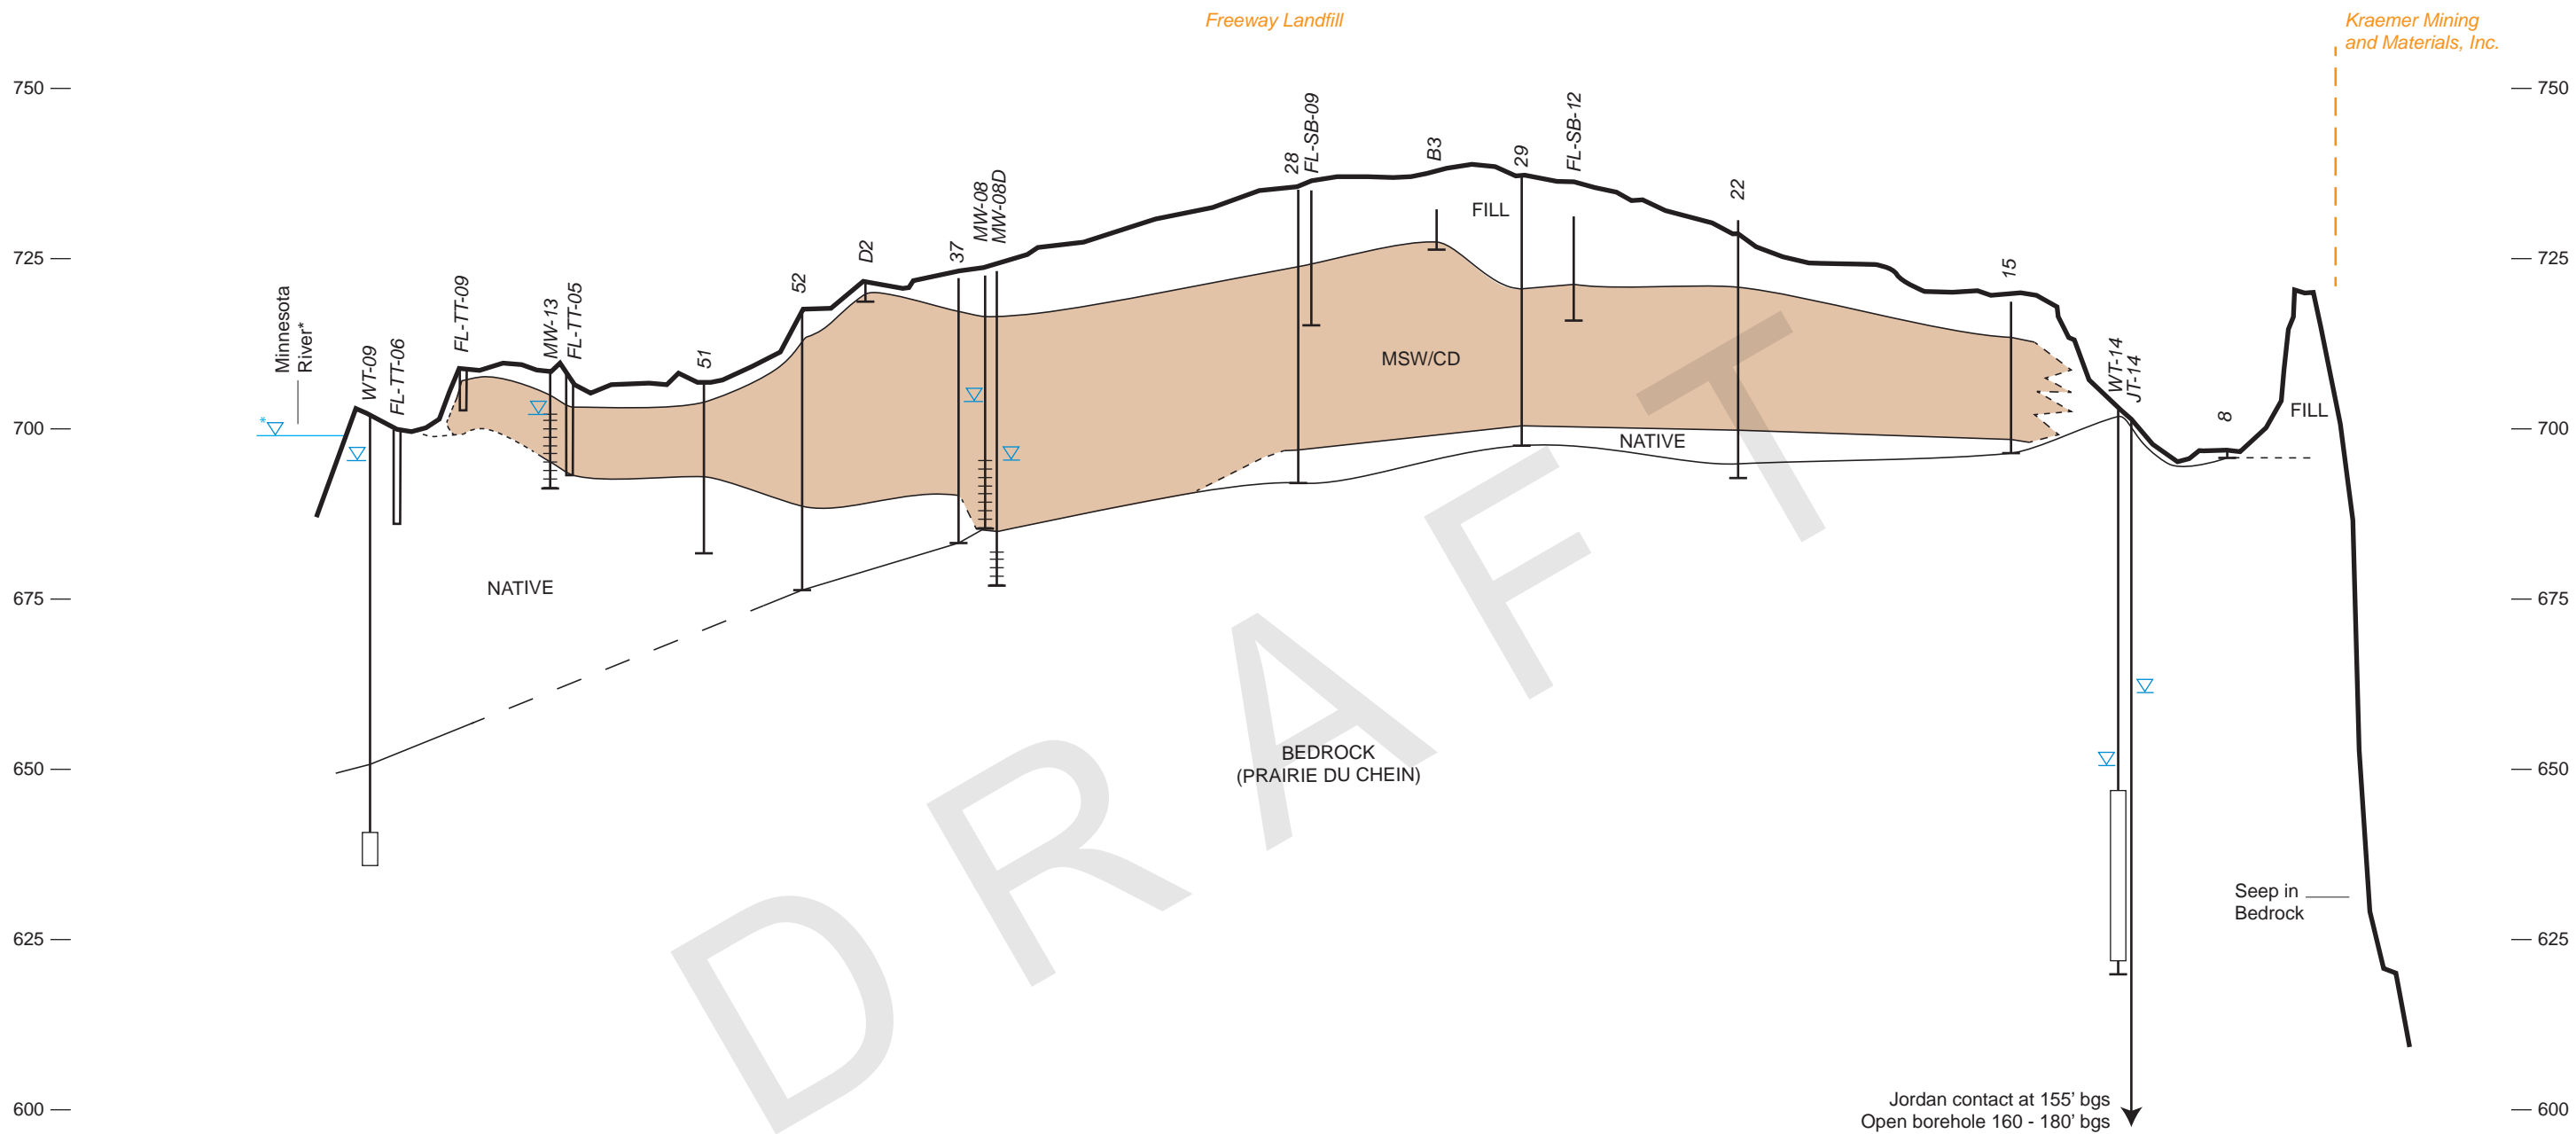 Freeway Landfill
Kraemer Mining
and Materials, Inc.
750
750
FL-SB-09
FL-SB-12
28
B3
29
22
MW-08
MW-08D
725
725
D2
37
52
15
FL-TT-09
MW-13
FL-TT-05
51
Minnesota
River*
WT-09
FL-TT-06
*
FILL
MSW/CD
NATIVE
WT-14
JT-14
8
FILL
700
700
NATIVE
675
675
BEDROCK
(PRAIRIE DU CHEIN)
650
650
DRAFT
Seep in
Bedrock
625
625
Jordan contact at 155' bgs
Open borehole 160 - 180' bgs
600
600